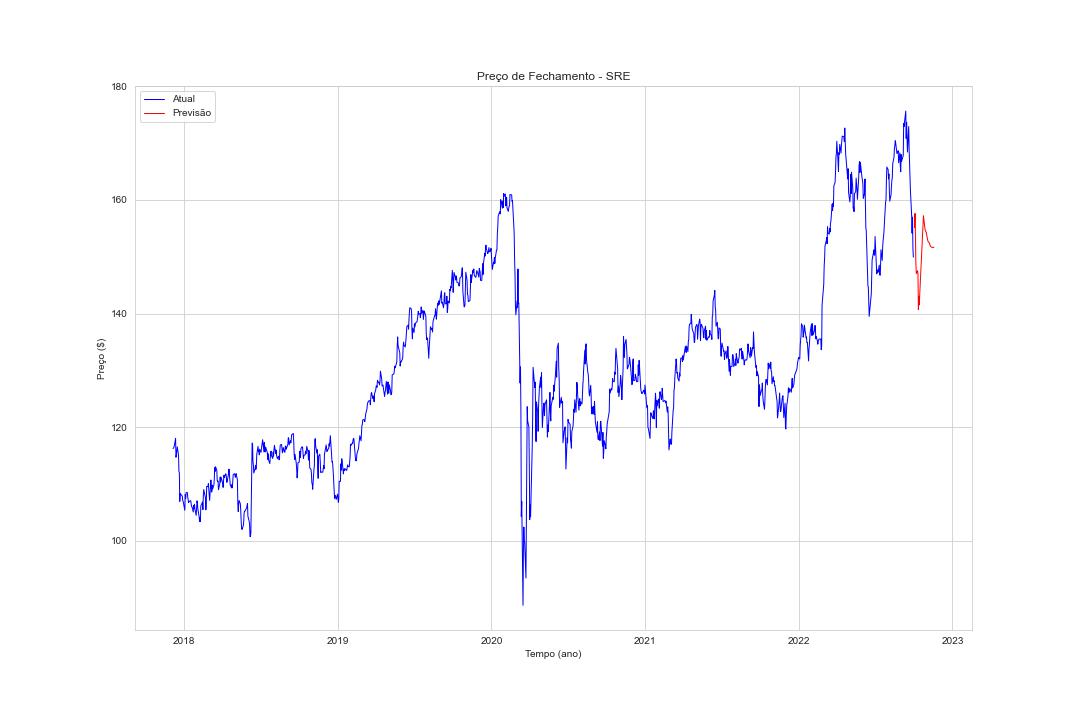 Preço de Fechamento - SRE
180
Atual
Previsão
160
140
120
100
Preço ($)
2018 2019 2020 2021 2022 2023
Tempo (ano)